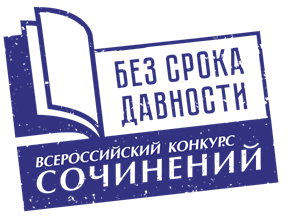 БЕЗ СРОКА
ДАВНОСТИ
ВСЕРОССИЙСКИЙ КОНКУРС
СОЧИНЕНИЙ